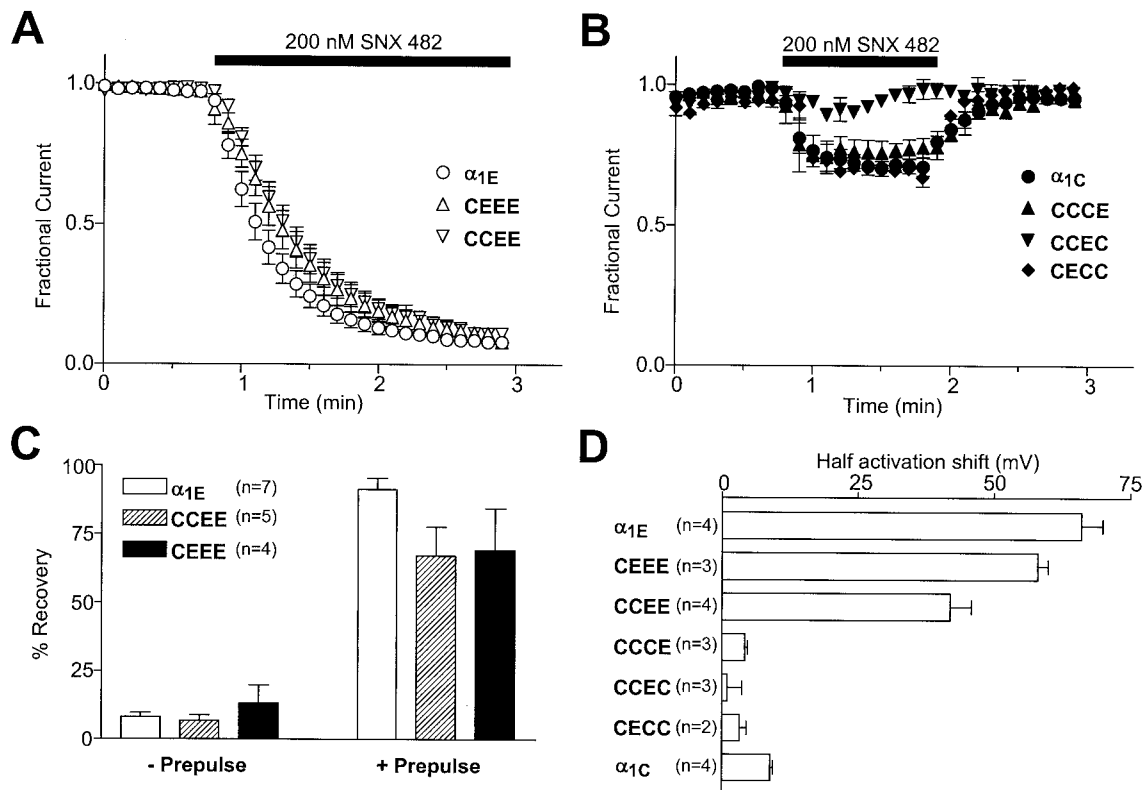 A
200 nM SNX 482
1.0
0.5
0.0
Fractional Current
0
1
2
3
Time (min)
α1E
CEEE
CCEE
B
200 nM SNX 482
1.0
0.5
0.0
Fractional Current
0
1
2
3
Time (min)
α1C
CCCE
CCEC
CECC
C
100
75
50
25
0
% Recovery
α1E (n=7)
CCEE (n=5)
CEEE (n=4)
- Prepulse
+ Prepulse
D
Half activation shift (mV)
0
25
50
75
α1E (n=4)
CEEE (n=3)
CCEE (n=4)
CCCE (n=3)
CCEC (n=3)
CECC (n=2)
α1C (n=4)